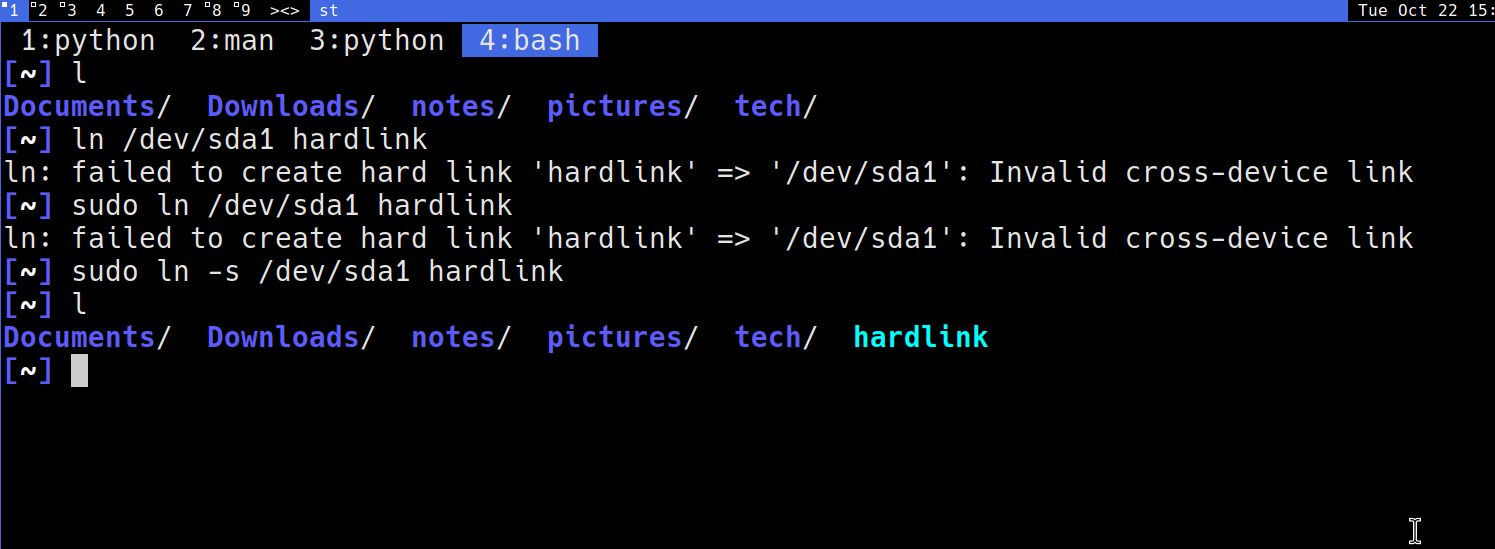 1 2 3 4 5 6 7 8 9 ><> st Tue Oct 22 15:
1:python 2:man 3:python 4:bash
[~] l
Documents/ Downloads/ notes/ pictures/ tech/
[~] ln /dev/sda1 hardlink
ln: failed to create hard link 'hardlink' => '/dev/sda1': Invalid cross-device link
[~] sudo ln /dev/sda1 hardlink
ln: failed to create hard link 'hardlink' => '/dev/sda1': Invalid cross-device link
[~] sudo ln -s /dev/sda1 hardlink
[~] l
Documents/ Downloads/ notes/ pictures/ tech/ hardlink
[~]